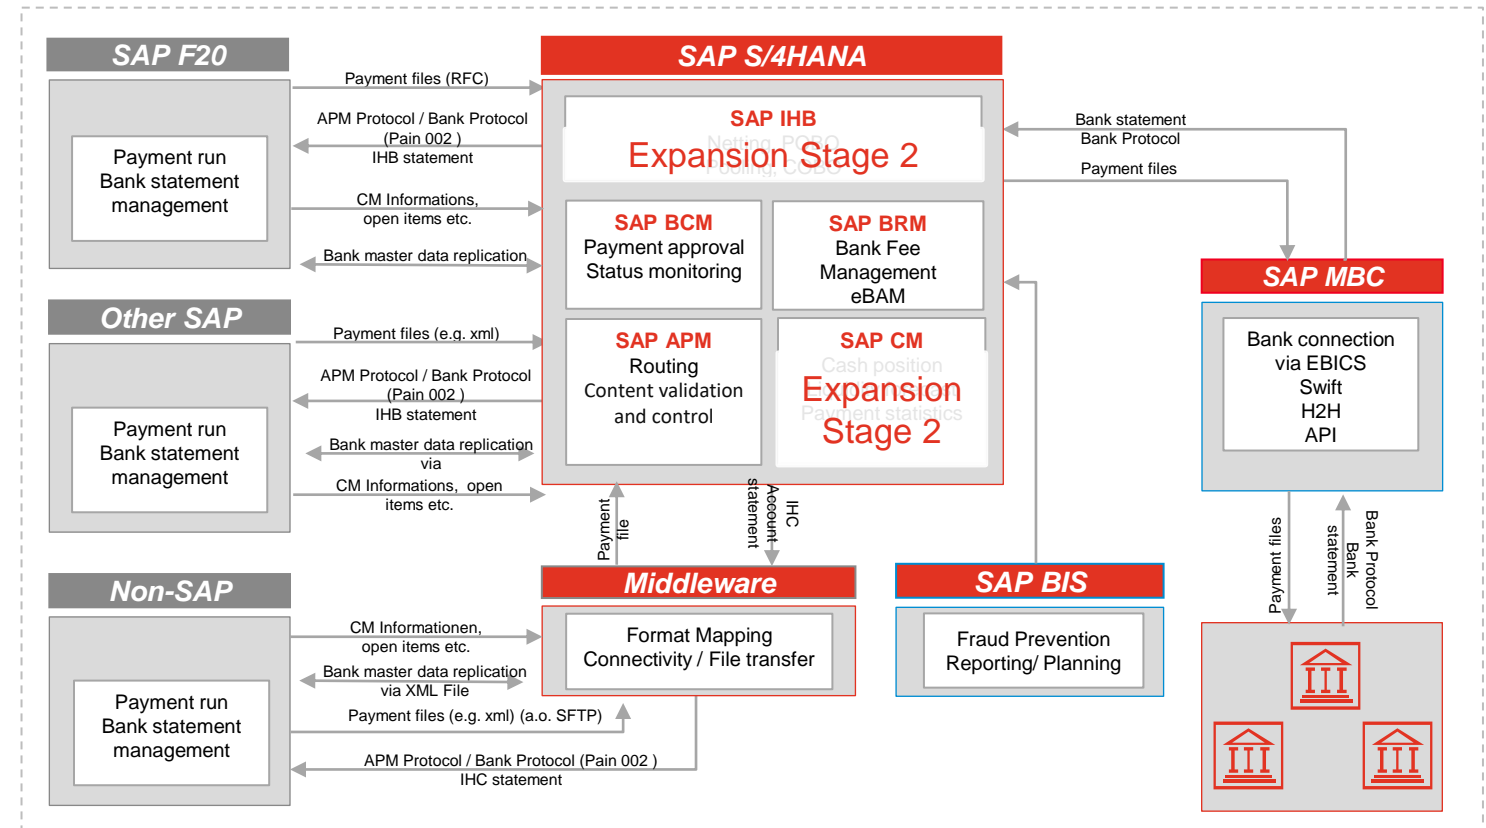 SAP F20
Payment run
Bank statement
management
Payment files (RFC)
APM Protocol / Bank Protocol
(Pain 002 )
IHB statement
CM Informations,
open items etc.
Bank master data replication
Other SAP
Payment run
Bank statement
management
Payment files (e.g. xml)
APM Protocol / Bank Protocol
(Pain 002 )
IHB statement
Bank master data replication
via
CM Informations, open
items etc.
Non-SAP
Payment run
Bank statement
management
CM Informationen,
open items etc.
Bank master data replication
via XML File
Payment files (e.g. xml) (a.o. SFTP)
APM Protocol / Bank Protocol (Pain 002 )
IHC statement
SAP S/4HANA
SAP IHB
Netting, POBO
Expansion Stage 2
Pooling, COBO
SAP BCM
Payment approval
Status monitoring
SAP BRM
Bank Fee
Management
eBAM
SAP APM
Routing
Content validation
and control
SAP CM
Cash position
Expansion
Payment statistics
Stage 2
Payment
file
IHC
Account
statement
Middleware
Format Mapping
Connectivity / File transfer
SAP BIS
Fraud Prevention
Reporting/ Planning
Bank statement
Bank Protocol
Payment files
SAP MBC
Bank connection
via EBICS
Swift
H2H
API
Payment files
Bank Protocol
Bank
statement